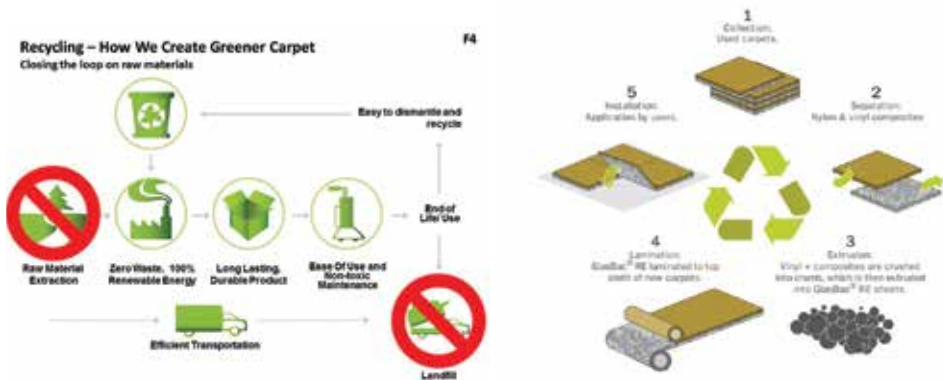 Recycling – How We Create Greener Carpet
F4
Closing the loop on raw materials
Easy to dismantle and
recycle
End of
Life/Use
Raw Material
Extraction
Zero Waste, 100%
Renewable Energy
Long Lasting,
Durable Product
Ease Of Use and
Non-toxic
Maintenance
Efficient Transportation
Landfill
1
Collection:
Used carpets.
2
Separation:
Nylon & vinyl composites
3
Extrusion:
Vinyl + composites are crushed
into crumb, which is then extruded
into GlasBac® RE sheets.
4
Lamination:
GlasBac® RE laminated to top
cloth of new carpets.
5
Installation:
Application by users.